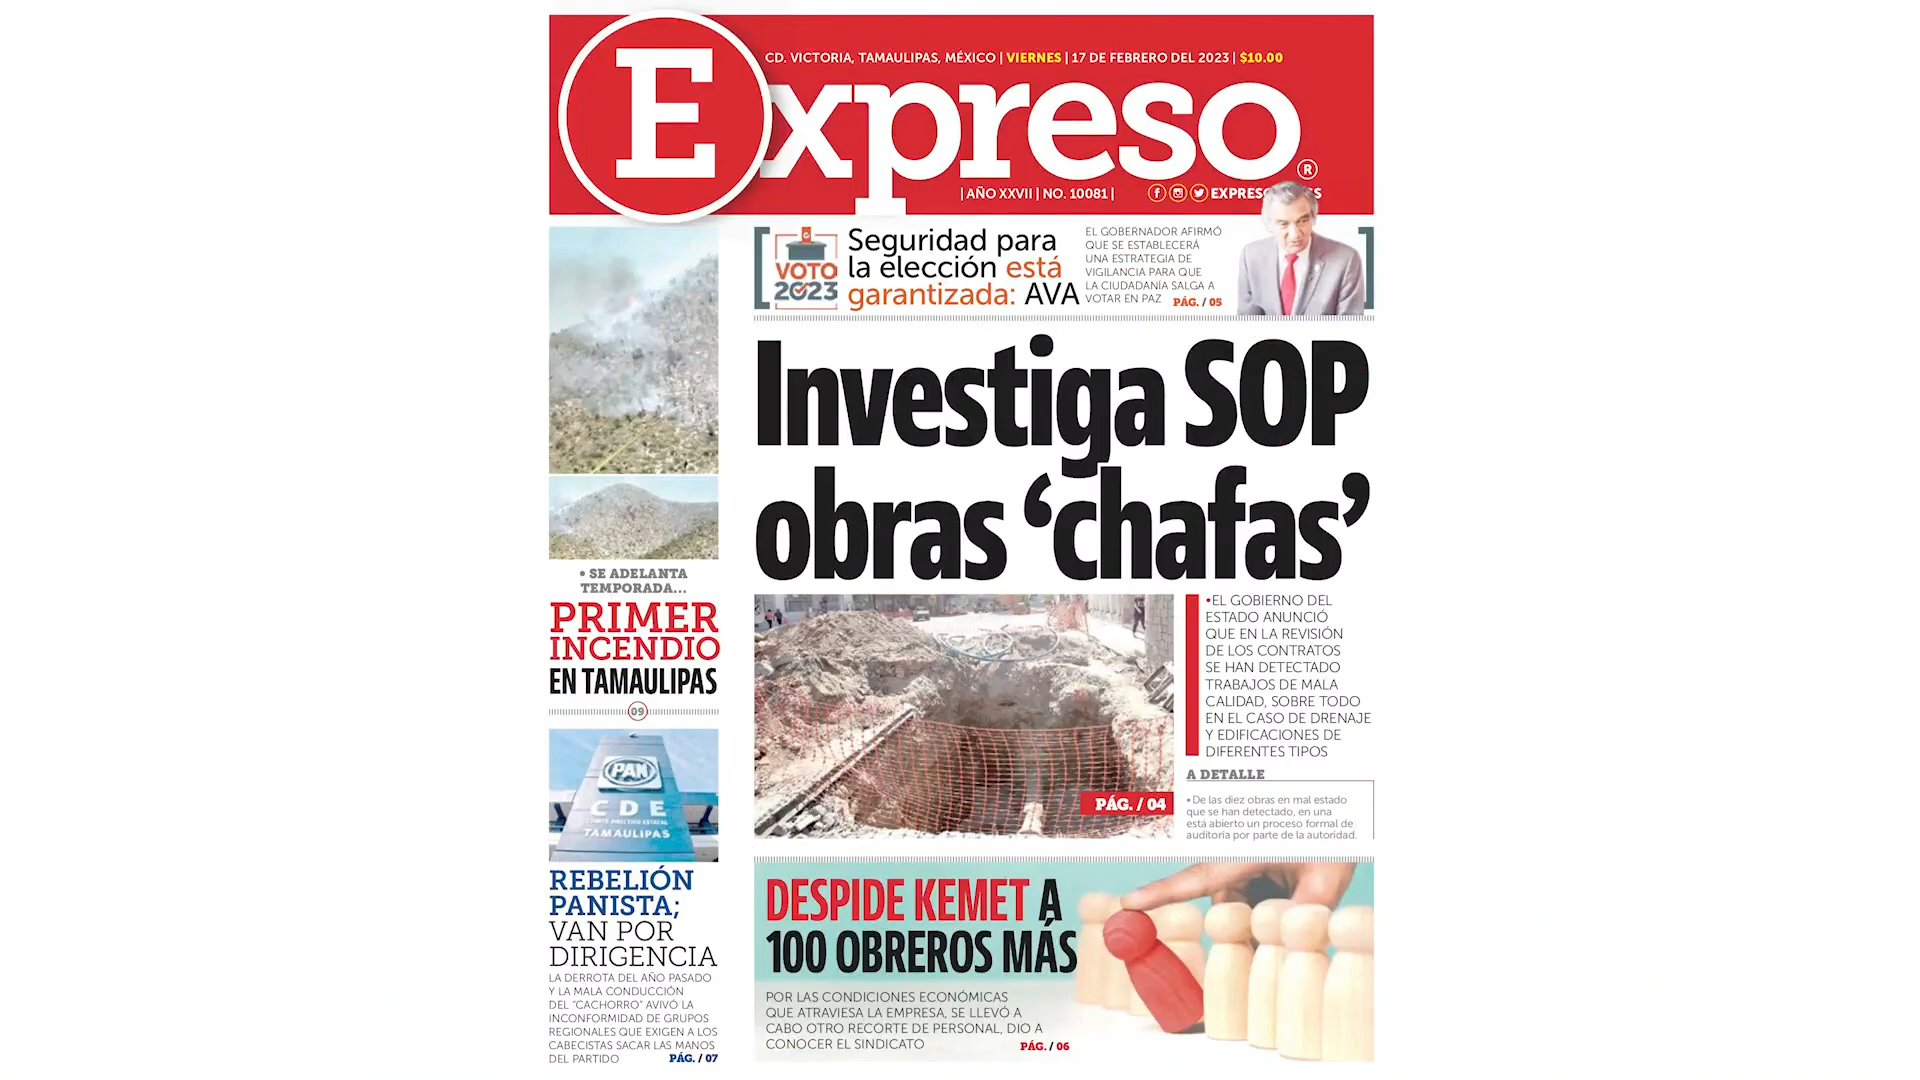 CD. VICTORIA, TAMAULIPAS, MÉXICO | VIERNES | 17 DE FEBRERO DEL 2023 | $10.00
Expreso®
| AÑO XXVII | NO. 10081 |
VOTO
2023
Seguridad para
la elección está
garantizada: AVA
EL GOBERNADOR AFIRMÓ
QUE SE ESTABLECERÁ
UNA ESTRATEGIA DE
VIGILANCIA PARA QUE
LA CIUDADANÍA SALGA A
VOTAR EN PAZ PÁG. / 05
Investiga SOP
obras ‘chafas’
PÁG. / 04
•EL GOBIERNO DEL
ESTADO ANUNCIÓ
QUE EN LA REVISIÓN
DE LOS CONTRATOS
SE HAN DETECTADO
TRABAJOS DE MALA
CALIDAD, SOBRE TODO
EN EL CASO DE DRENAJE
Y EDIFICACIONES DE
DIFERENTES TIPOS
A DETALLE
•De las diez obras en mal estado
que se han detectado, en una
está abierto un proceso formal de
auditoría por parte de la autoridad.
• SE ADELANTA
TEMPORADA...
PRIMER
INCENDIO
EN TAMAULIPAS
09
PAN
CDE
COMITÉ DIRECTIVO ESTATAL
TAMAULIPAS
REBELIÓN
PANISTA;
VAN POR
DIRIGENCIA
LA DERROTA DEL AÑO PASADO
Y LA MALA CONDUCCIÓN
DEL “CACHORRO” AVIVÓ LA
INCONFORMIDAD DE GRUPOS
REGIONALES QUE EXIGEN A LOS
CABECISTAS SACAR LAS MANOS
DEL PARTIDO PÁG. / 07
DESPIDE KEMET A
100 OBREROS MÁS
POR LAS CONDICIONES ECONÓMICAS
QUE ATRAVIESA LA EMPRESA, SE LLEVÓ A
CABO OTRO RECORTE DE PERSONAL, DIO A
CONOCER EL SINDICATO PÁG. / 06